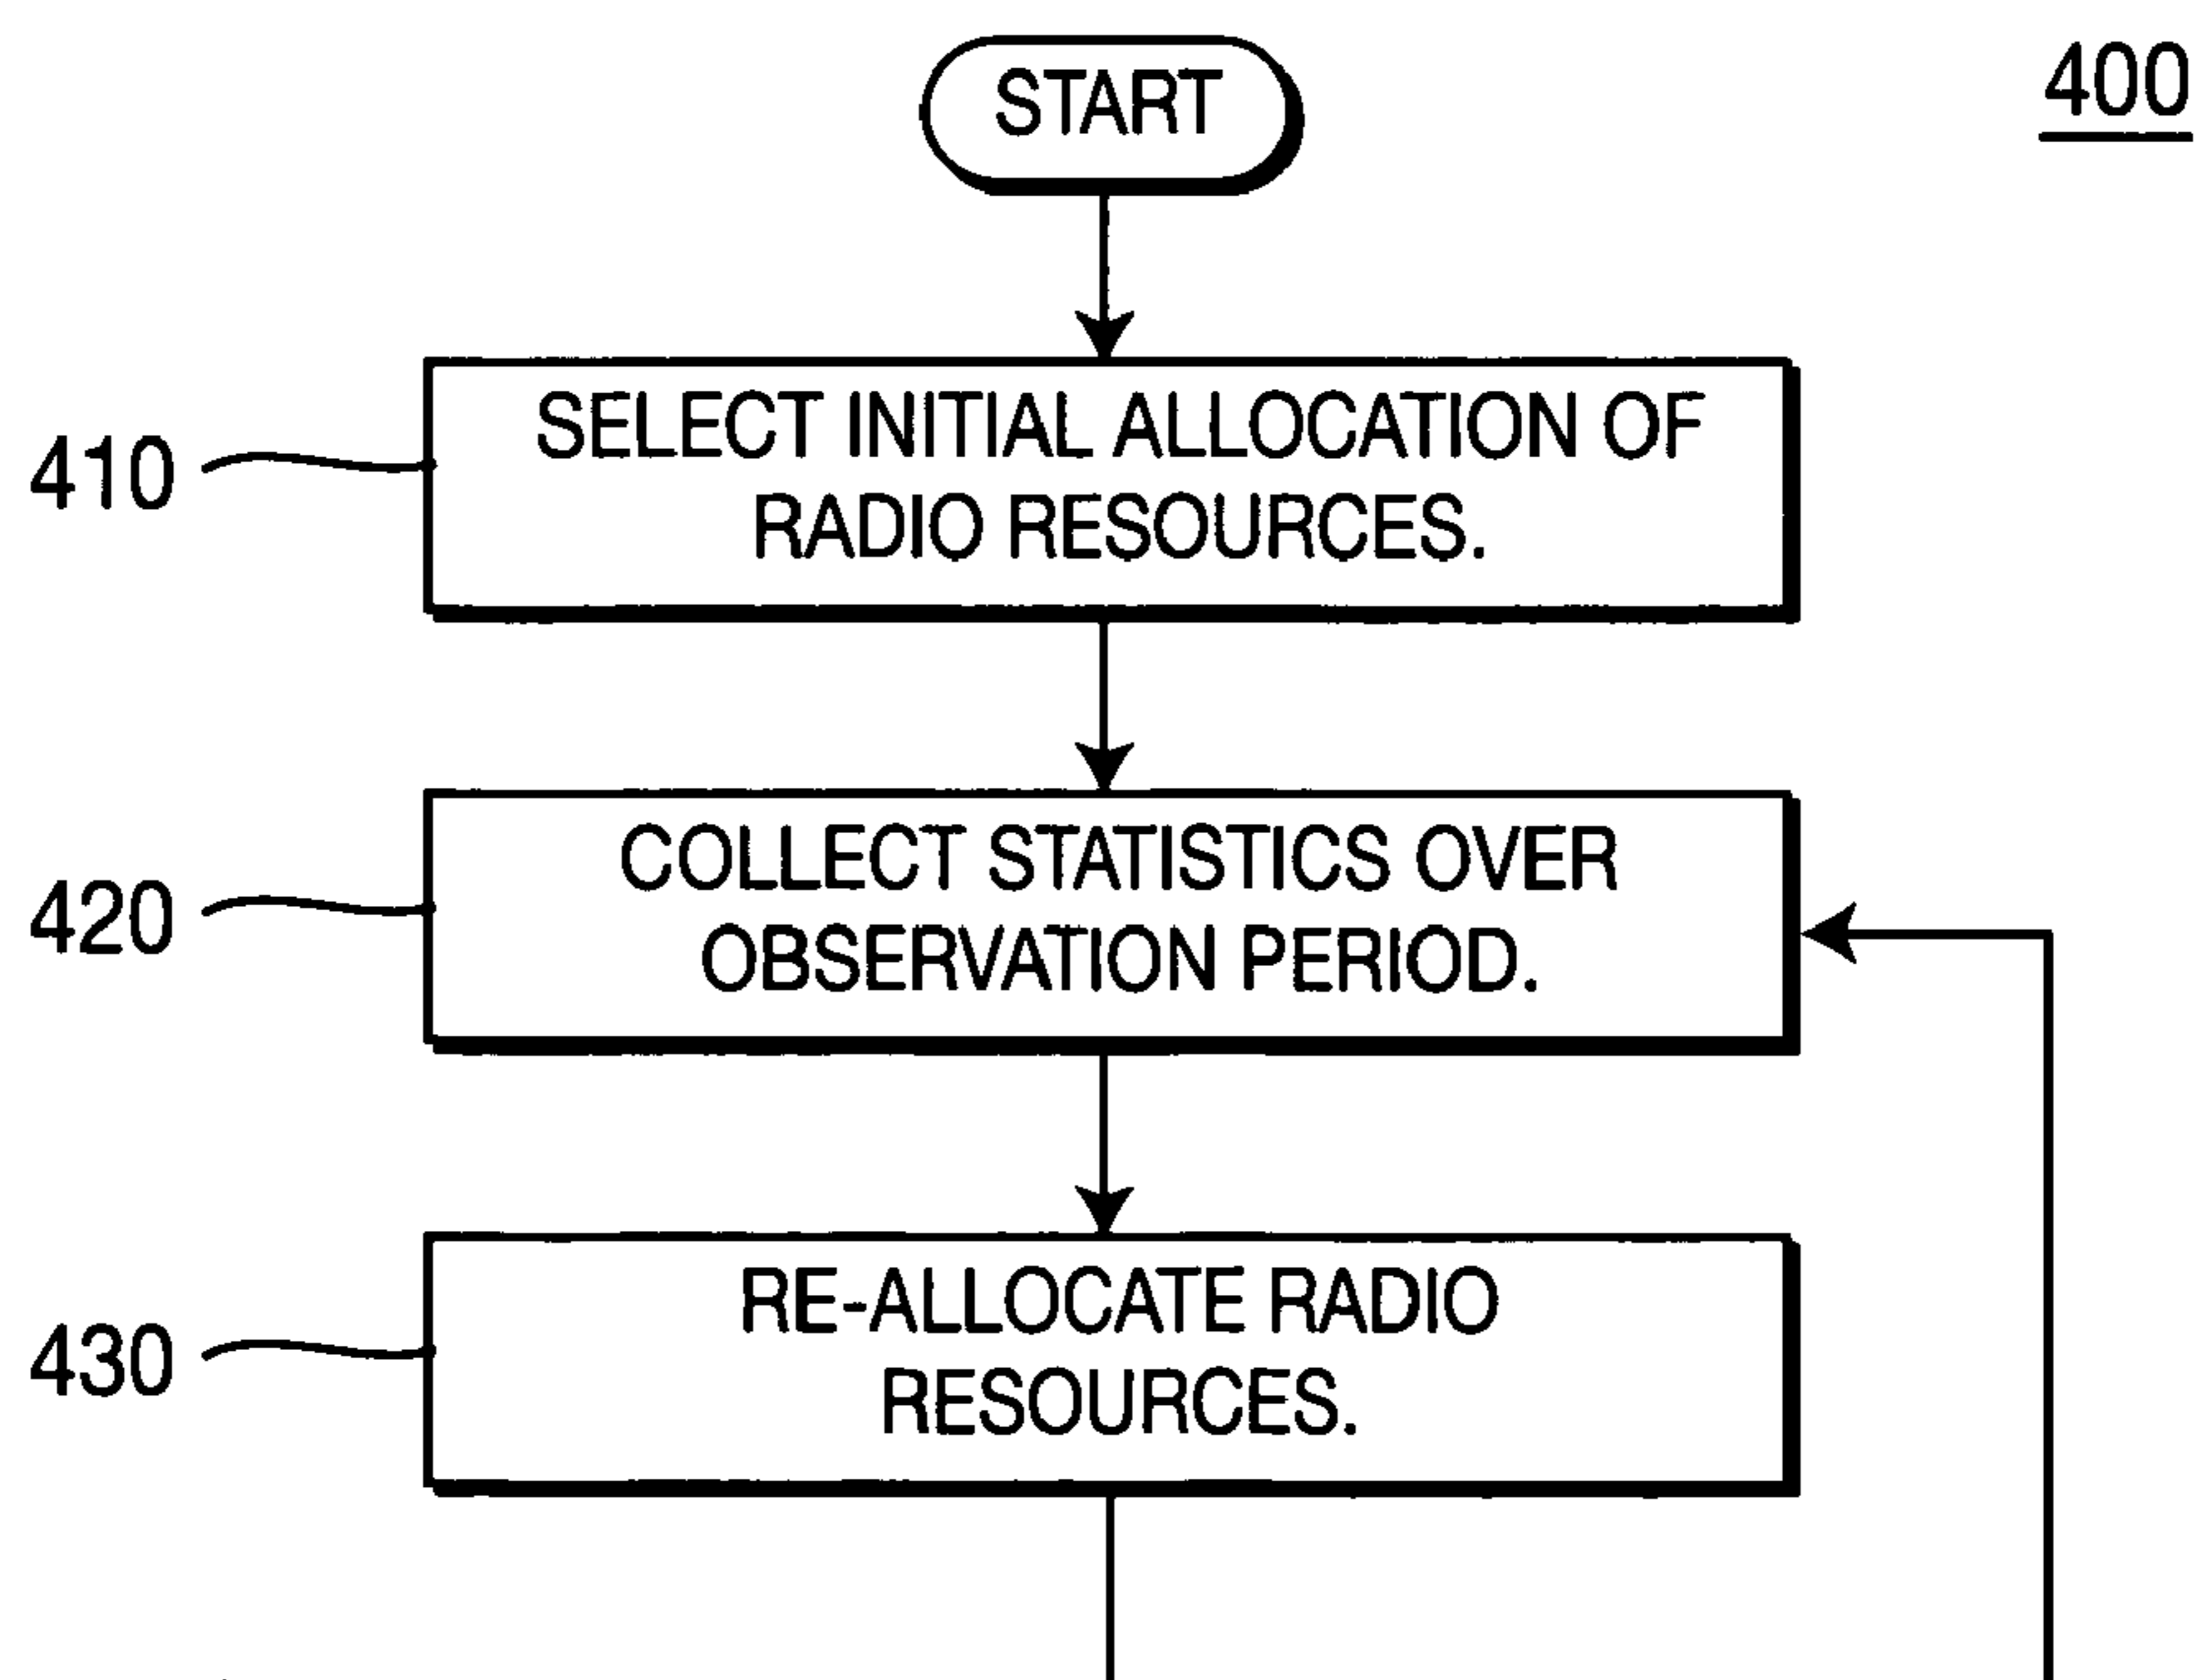 START
400
410
SELECT INITIAL ALLOCATION OF
RADIO RESOURCES.
420
COLLECT STATISTICS OVER
OBSERVATION PERIOD.
430
RE-ALLOCATE RADIO
RESOURCES.